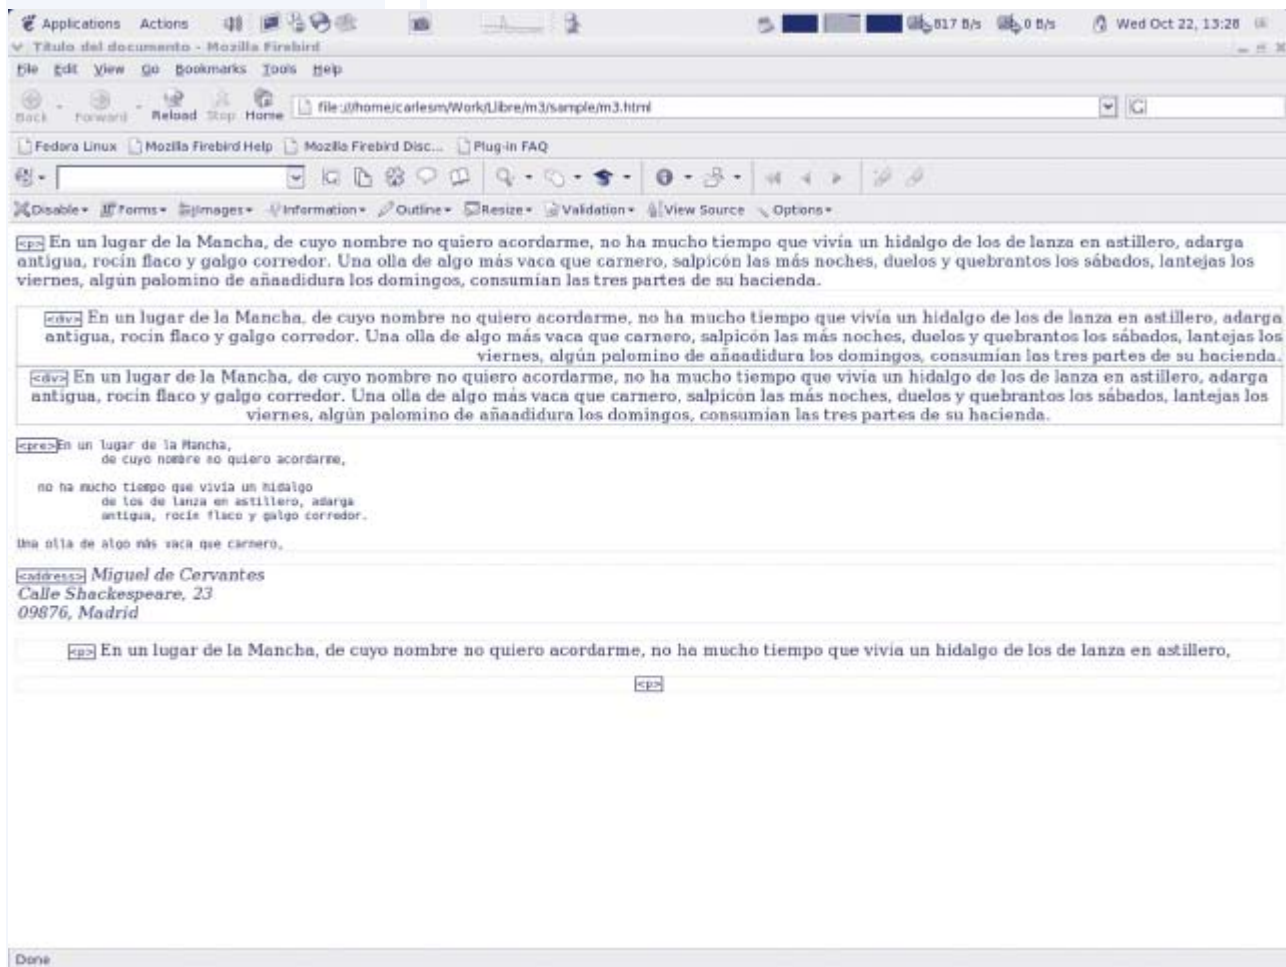 Applications Actions 817 B/s 0 B/s Wed Oct 22, 13:28
Título del documento - Mozilla Firebird
File Edit View Go Bookmarks Tools Help
Back Forward Reload Stop Home file:///home/carlesm/Work/Llibre/m3/sample/m3.html
Fedora Linux Mozilla Firebird Help Mozilla Firebird Disc... Plug-in FAQ
Disable Forms Images Information Outline Resize Validation View Source Options
<p> En un lugar de la Mancha, de cuyo nombre no quiero acordarme, no ha mucho tiempo que vivía un hidalgo de los de lanza en astillero, adarga
antigua, rocín flaco y galgo corredor. Una olla de algo más vaca que carnero, salpicón las más noches, duelos y quebrantos los sábados, lantejas los
viernes, algún palomino de añaadidura los domingos, consumían las tres partes de su hacienda.
<div> En un lugar de la Mancha, de cuyo nombre no quiero acordarme, no ha mucho tiempo que vivía un hidalgo de los de lanza en astillero, adarga
antigua, rocín flaco y galgo corredor. Una olla de algo más vaca que carnero, salpicón las más noches, duelos y quebrantos los sábados, lantejas los
viernes, algún palomino de añaadidura los domingos, consumían las tres partes de su hacienda.
<div> En un lugar de la Mancha, de cuyo nombre no quiero acordarme, no ha mucho tiempo que vivía un hidalgo de los de lanza en astillero, adarga
antigua, rocín flaco y galgo corredor. Una olla de algo más vaca que carnero, salpicón las más noches, duelos y quebrantos los sábados, lantejas los
viernes, algún palomino de añaadidura los domingos, consumían las tres partes de su hacienda.
<pre>En un lugar de la Mancha,
de cuyo nombre no quiero acordarme,
no ha mucho tiempo que vivía un hidalgo
de los de lanza en astillero, adarga
antigua, rocín flaco y galgo corredor.
Una olla de algo más vaca que carnero,
<address> Miguel de Cervantes
Calle Shackespeare, 23
09876, Madrid
<p> En un lugar de la Mancha, de cuyo nombre no quiero acordarme, no ha mucho tiempo que vivía un hidalgo de los de lanza en astillero,
<p>
Done